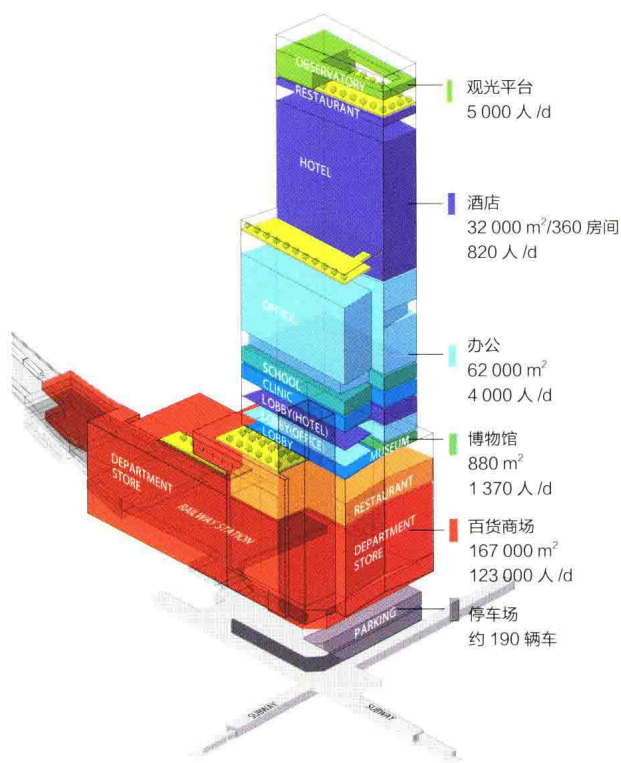 OBSERVATORY
RESTAURANT
HOTEL
OFFICE
SCHOOL
CLINIC
LOBBY(HOTEL)
LOBBY(OFFICE)
LOBBY
MUSEUM
RESTAURANT
DEPARTMENT
STORE
RAILWAY STATION
DEPARTMENT
STORE
PARKING
SUBWAY
SUBWAY
观光平台
5 000 人 /d
酒店
32 000 m²/360 房间
820 人 /d
办公
62 000 m²
4 000 人 /d
博物馆
880 m²
1 370 人 /d
百货商场
167 000 m²
123 000 人 /d
停车场
约 190 辆车